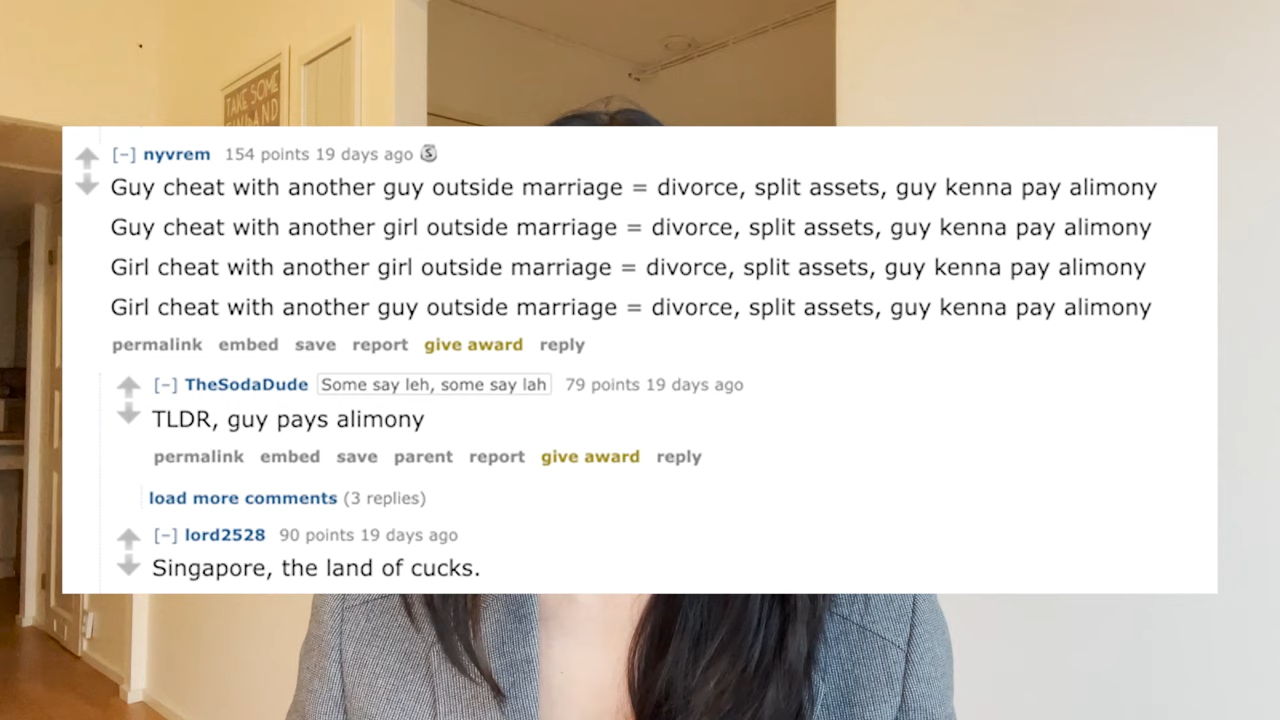 TAKE SOME
[–] nyvrem 154 points 19 days ago
Guy cheat with another guy outside marriage = divorce, split assets, guy kenna pay alimony
Guy cheat with another girl outside marriage = divorce, split assets, guy kenna pay alimony
Girl cheat with another girl outside marriage = divorce, split assets, guy kenna pay alimony
Girl cheat with another guy outside marriage = divorce, split assets, guy kenna pay alimony
permalink embed save report give award reply
[–] TheSodaDude Some say leh, some say lah 79 points 19 days ago
TLDR, guy pays alimony
permalink embed save parent report give award reply
load more comments (3 replies)
[–] lord2528 90 points 19 days ago
Singapore, the land of cucks.